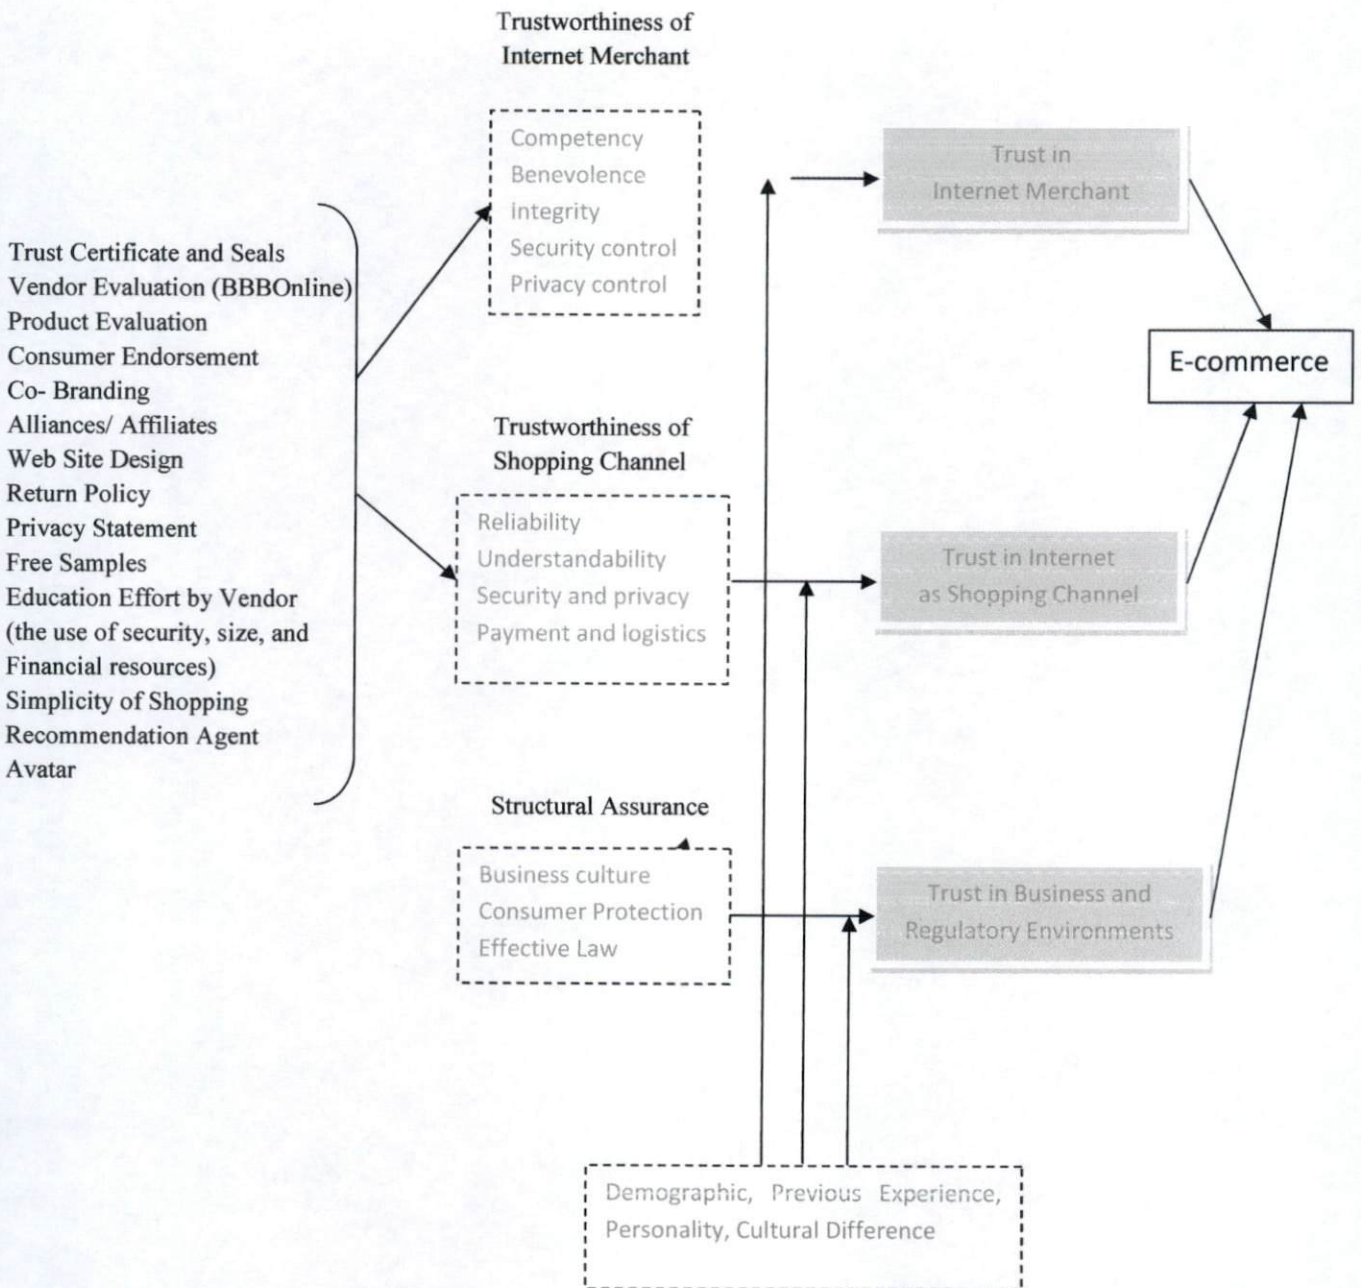 Trustworthiness of
Internet Merchant
Competency
Benevolence
Integrity
Security control
Privacy control
Trust in
Internet Merchant
Trust Certificate and Seals
Vendor Evaluation (BBBOnline)
Product Evaluation
Consumer Endorsement
Co- Branding
Alliances/ Affiliates
Web Site Design
Return Policy
Privacy Statement
Free Samples
Education Effort by Vendor
(the use of security, size, and
Financial resources)
Simplicity of Shopping
Recommendation Agent
Avatar
E-commerce
Trustworthiness of
Shopping Channel
Reliability
Understandability
Security and privacy
Payment and logistics
Trust in Internet
as Shopping Channel
Structural Assurance
Business culture
Consumer Protection
Effective Law
Trust in Business and
Regulatory Environments
Demographic, Previous Experience,
Personality, Cultural Difference